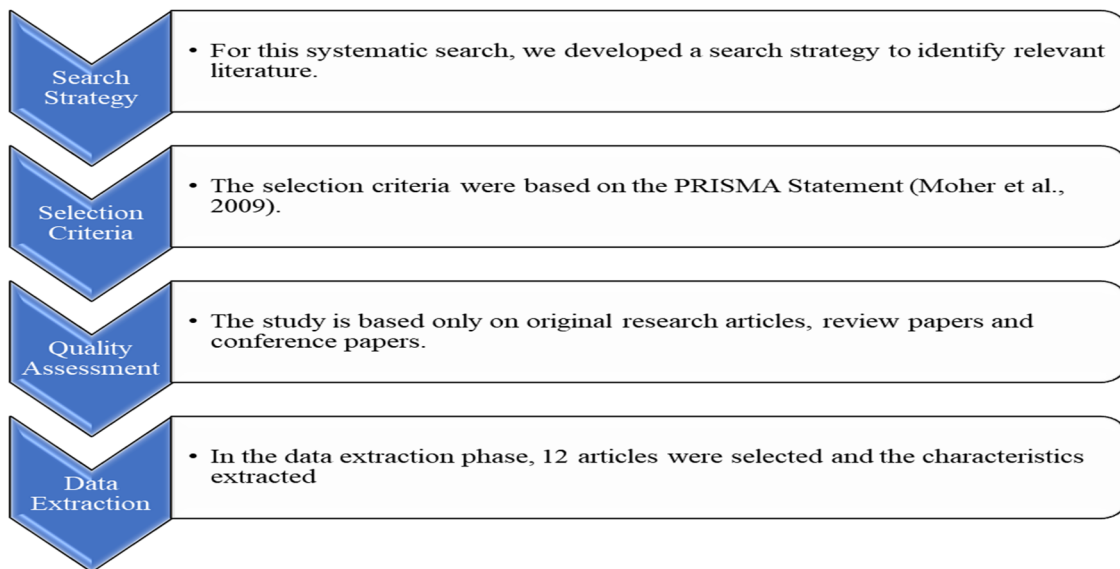 Search
Strategy
• For this systematic search, we developed a search strategy to identify relevant
literature.
Selection
Criteria
• The selection criteria were based on the PRISMA Statement (Moher et al.,
2009).
Quality
Assessment
• The study is based only on original research articles, review papers and
conference papers.
Data
Extraction
• In the data extraction phase, 12 articles were selected and the characteristics
extracted